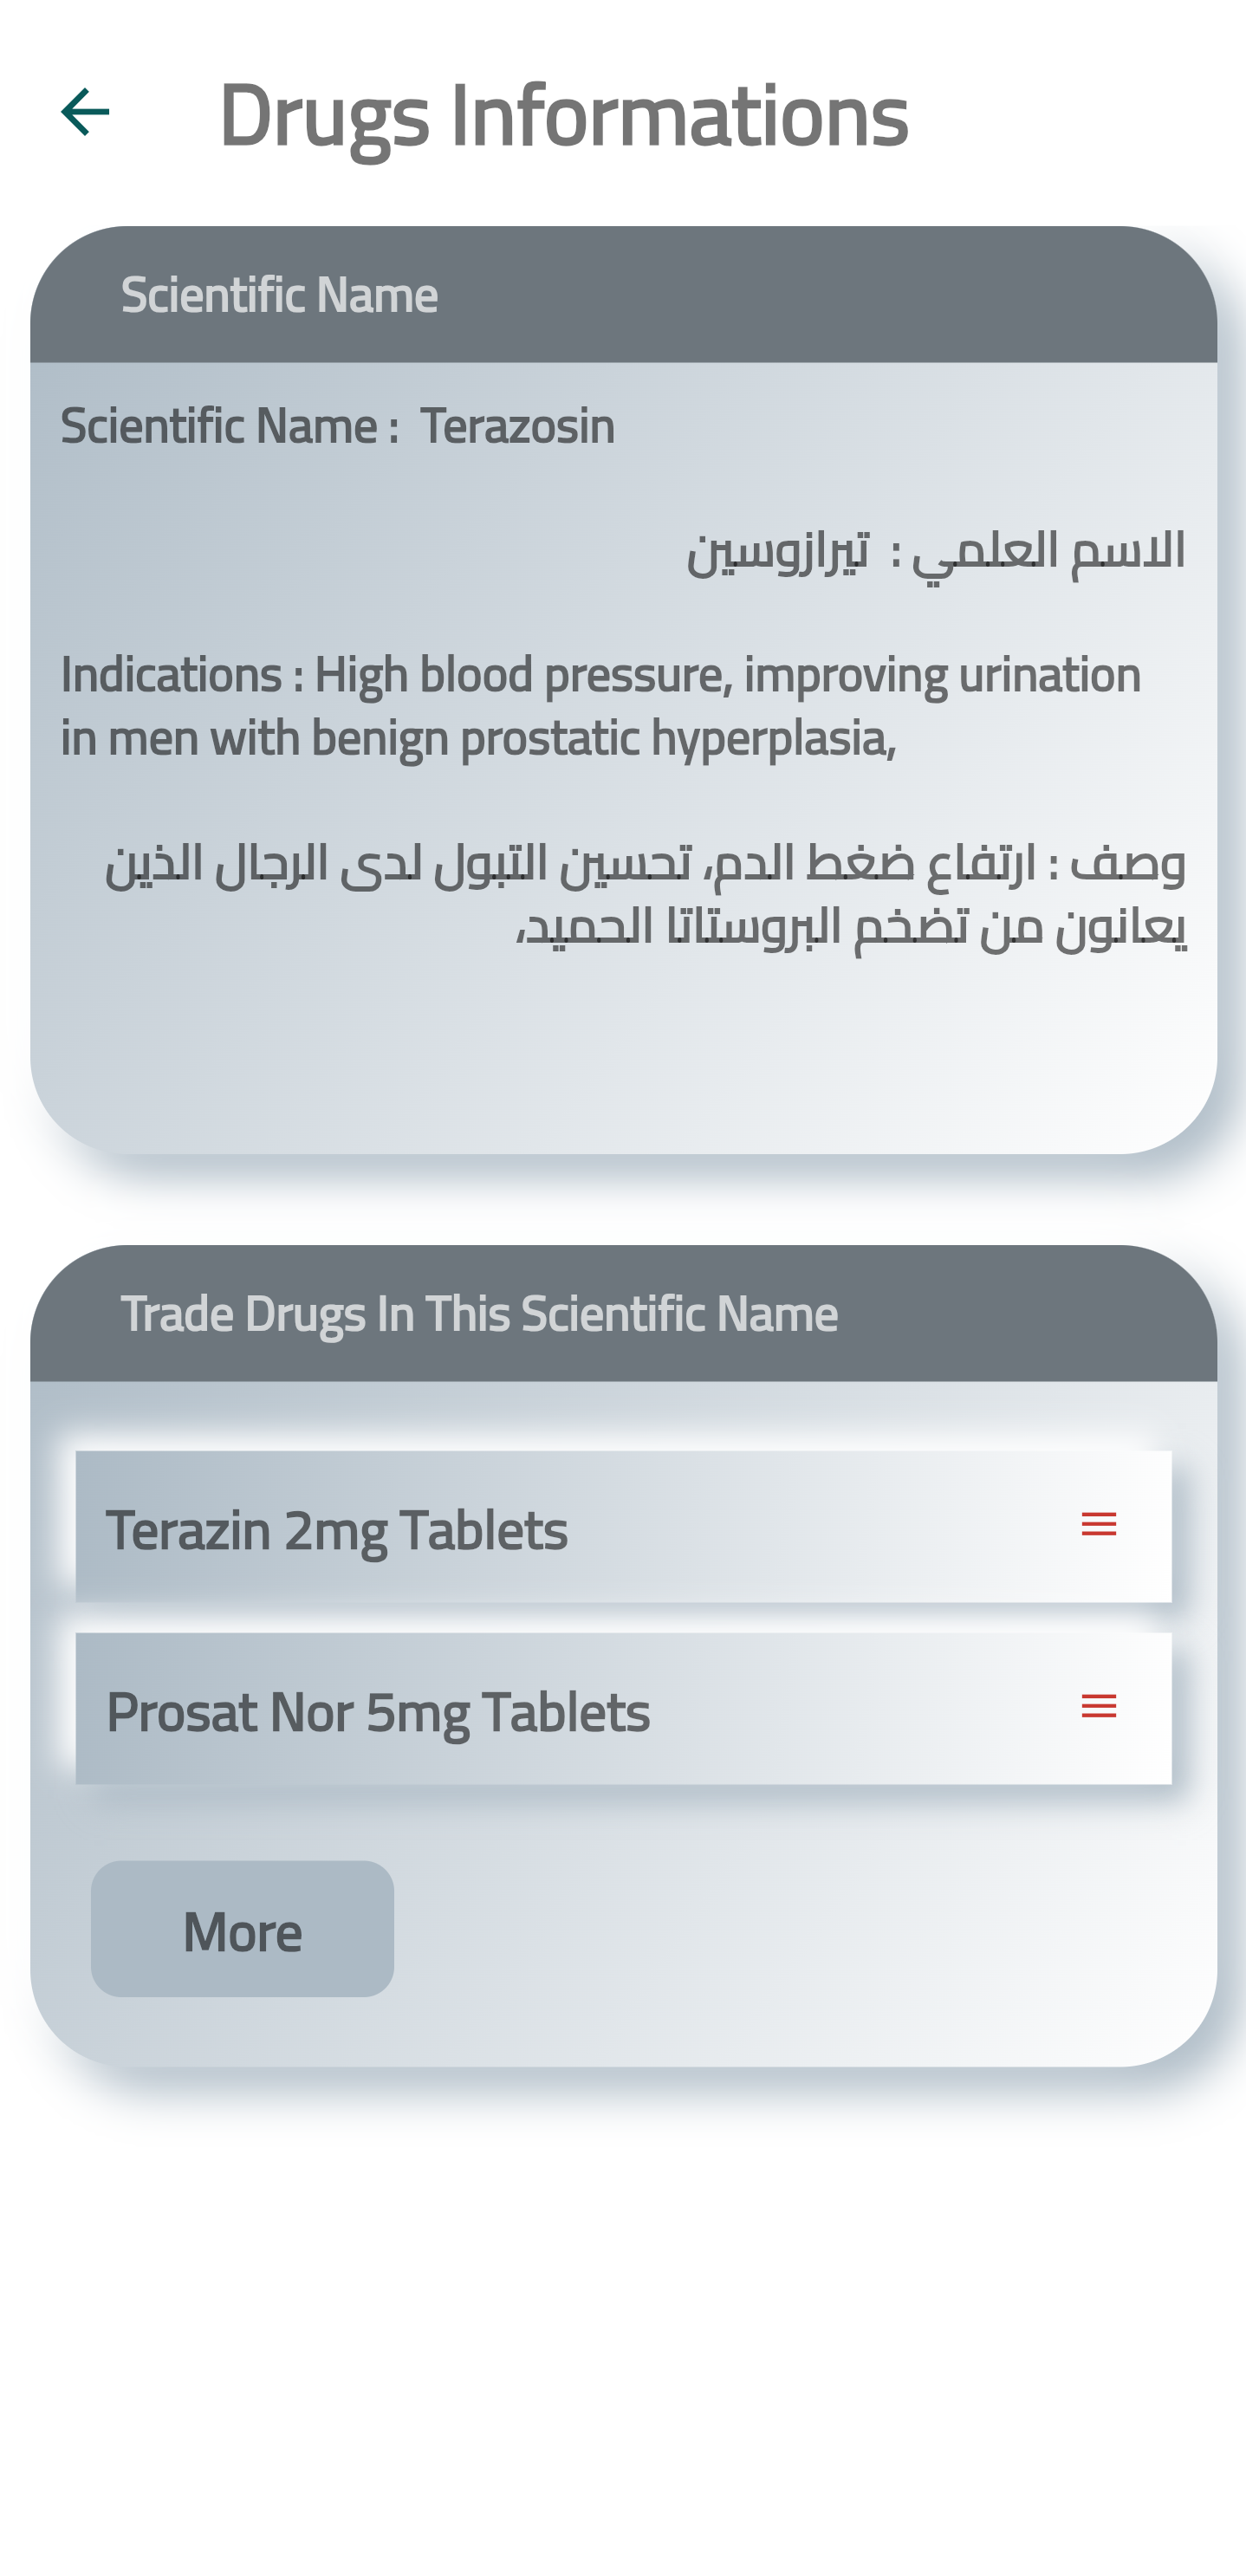 Drugs Informations
Scientific Name
Scientific Name :  Terazosin
الاسم العلمي :  تيرازوسين
Indications : High blood pressure, improving urination
in men with benign prostatic hyperplasia,
وصف : ارتفاع ضغط الدم، تحسين التبول لدى الرجال الذين
يعانون من تضخم البروستاتا الحميد،
Trade Drugs In This Scientific Name
Terazin 2mg Tablets
Prosat Nor 5mg Tablets
More